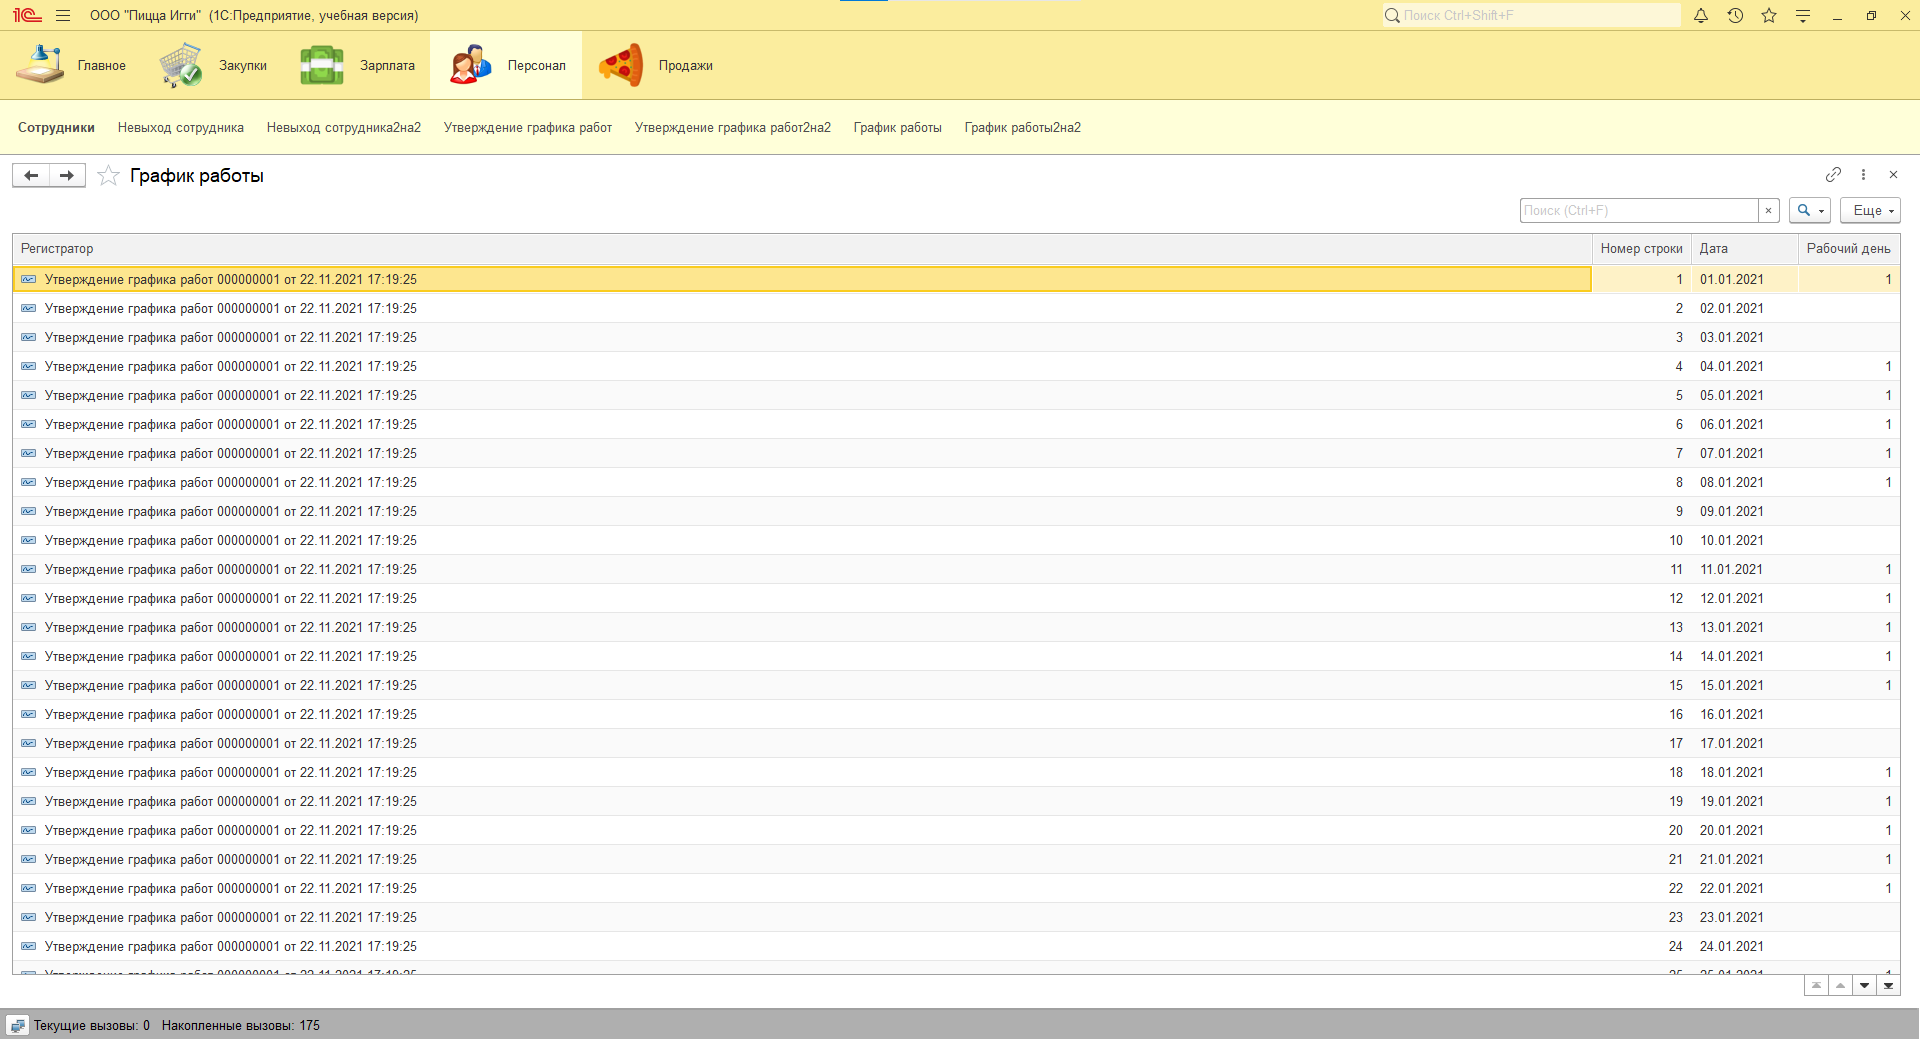 1С ООО "Пицца Игги" (1С:Предприятие, учебная версия) Поиск Ctrl+Shift+F
Главное Закупки Зарплата Персонал Продажи
Сотрудники Невыход сотрудника Невыход сотрудника2на2 Утверждение графика работ Утверждение графика работ2на2 График работы График работы2на2
График работы
Поиск (Ctrl+F) × Еще
Регистратор Номер строки Дата Рабочий день
Утверждение графика работ 000000001 от 22.11.2021 17:19:25 1 01.01.2021 1
Утверждение графика работ 000000001 от 22.11.2021 17:19:25 2 02.01.2021
Утверждение графика работ 000000001 от 22.11.2021 17:19:25 3 03.01.2021
Утверждение графика работ 000000001 от 22.11.2021 17:19:25 4 04.01.2021 1
Утверждение графика работ 000000001 от 22.11.2021 17:19:25 5 05.01.2021 1
Утверждение графика работ 000000001 от 22.11.2021 17:19:25 6 06.01.2021 1
Утверждение графика работ 000000001 от 22.11.2021 17:19:25 7 07.01.2021 1
Утверждение графика работ 000000001 от 22.11.2021 17:19:25 8 08.01.2021 1
Утверждение графика работ 000000001 от 22.11.2021 17:19:25 9 09.01.2021
Утверждение графика работ 000000001 от 22.11.2021 17:19:25 10 10.01.2021
Утверждение графика работ 000000001 от 22.11.2021 17:19:25 11 11.01.2021 1
Утверждение графика работ 000000001 от 22.11.2021 17:19:25 12 12.01.2021 1
Утверждение графика работ 000000001 от 22.11.2021 17:19:25 13 13.01.2021 1
Утверждение графика работ 000000001 от 22.11.2021 17:19:25 14 14.01.2021 1
Утверждение графика работ 000000001 от 22.11.2021 17:19:25 15 15.01.2021 1
Утверждение графика работ 000000001 от 22.11.2021 17:19:25 16 16.01.2021
Утверждение графика работ 000000001 от 22.11.2021 17:19:25 17 17.01.2021
Утверждение графика работ 000000001 от 22.11.2021 17:19:25 18 18.01.2021 1
Утверждение графика работ 000000001 от 22.11.2021 17:19:25 19 19.01.2021 1
Утверждение графика работ 000000001 от 22.11.2021 17:19:25 20 20.01.2021 1
Утверждение графика работ 000000001 от 22.11.2021 17:19:25 21 21.01.2021 1
Утверждение графика работ 000000001 от 22.11.2021 17:19:25 22 22.01.2021 1
Утверждение графика работ 000000001 от 22.11.2021 17:19:25 23 23.01.2021
Утверждение графика работ 000000001 от 22.11.2021 17:19:25 24 24.01.2021
Утверждение графика работ 000000001 от 22.11.2021 17:19:25 25 25.01.2021 1
Текущие вызовы: 0 Накопленные вызовы: 175